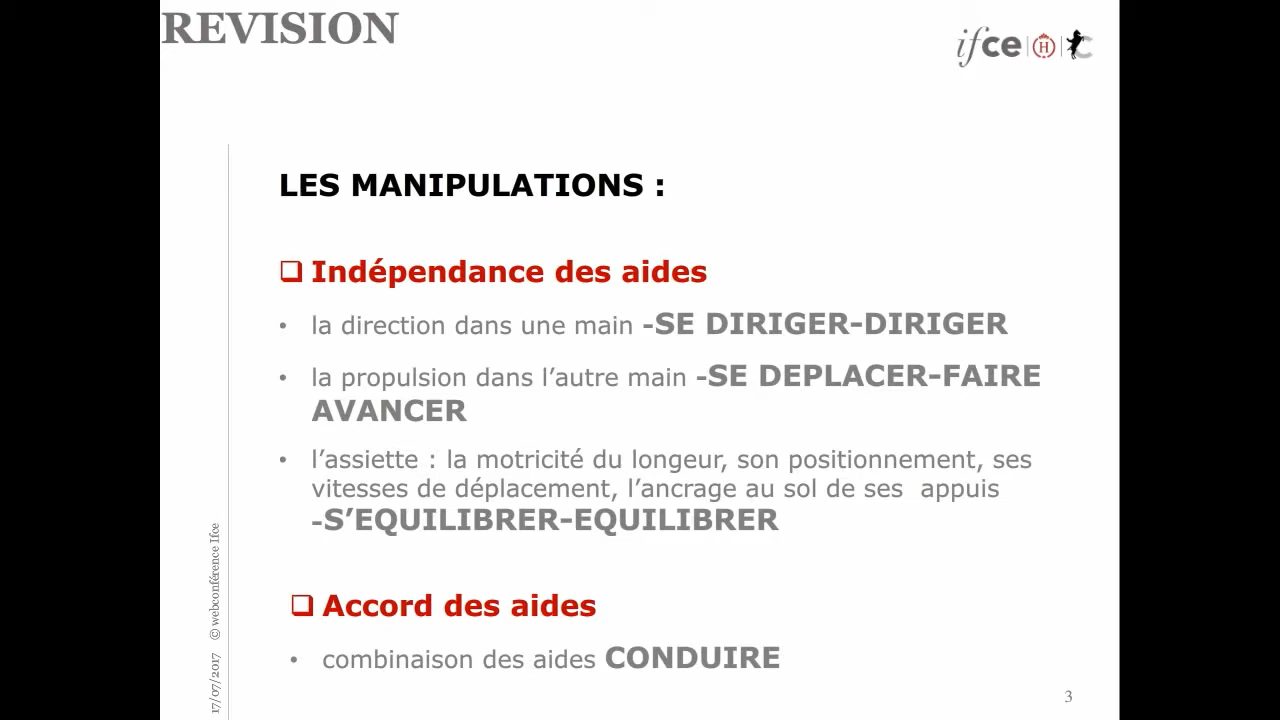 REVISION
ifce
H
LES MANIPULATIONS :
❑ Indépendance des aides
• la direction dans une main -SE DIRIGER-DIRIGER
• la propulsion dans l’autre main -SE DEPLACER-FAIRE
AVANCER
• l’assiette : la motricité du longeur, son positionnement, ses
vitesses de déplacement, l’ancrage au sol de ses appuis
-S’EQUILIBRER-EQUILIBRER
❑ Accord des aides
• combinaison des aides CONDUIRE
17/07/2017 © webconférence Ifce
3